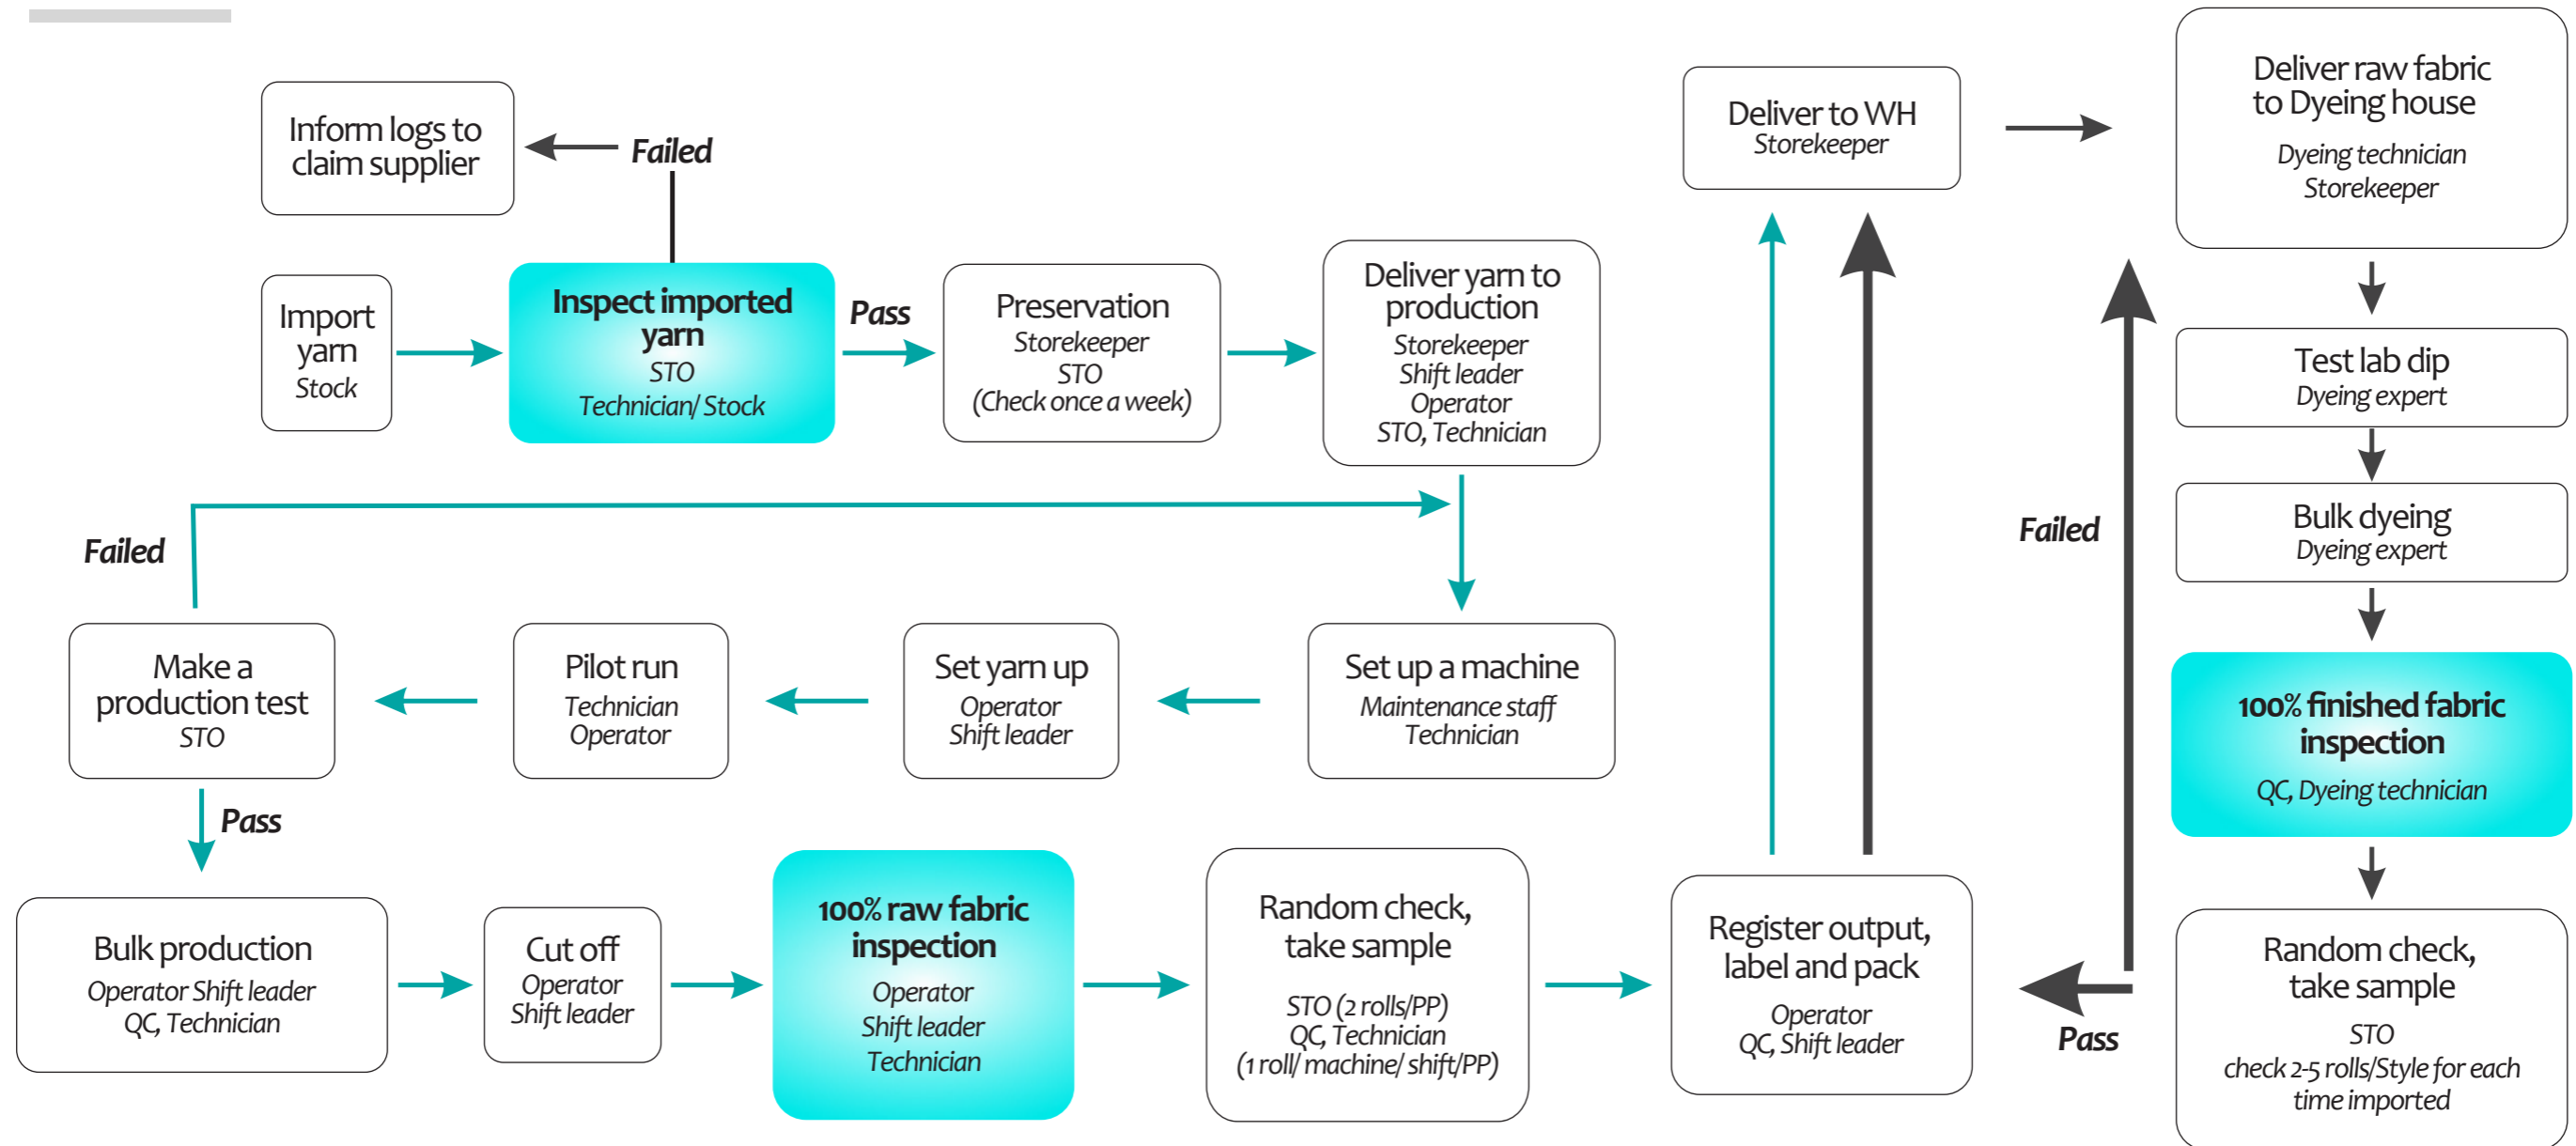 Inform logs to
claim supplier
Failed
Import
yarn
Stock
Inspect imported
yarn
STO
Technician/ Stock
Pass
Preservation
Storekeeper
STO
(Check once a week)
Deliver yarn to
production
Storekeeper
Shift leader
Operator
STO, Technician
Failed
Set up a machine
Maintenance staff
Technician
Set yarn up
Operator
Shift leader
Pilot run
Technician
Operator
Make a
production test
STO
Pass
Bulk production
Operator Shift leader
QC, Technician
Cut off
Operator
Shift leader
100% raw fabric
inspection
Operator
Shift leader
Technician
Random check,
take sample
STO (2 rolls/PP)
QC, Technician
(1 roll/ machine/ shift/PP)
Register output,
label and pack
Operator
QC, Shift leader
Deliver to WH
Storekeeper
Deliver raw fabric
to Dyeing house
Dyeing technician
Storekeeper
Test lab dip
Dyeing expert
Bulk dyeing
Dyeing expert
100% finished fabric
inspection
QC, Dyeing technician
Random check,
take sample
STO
check 2-5 rolls/Style for each
time imported
Failed
Pass